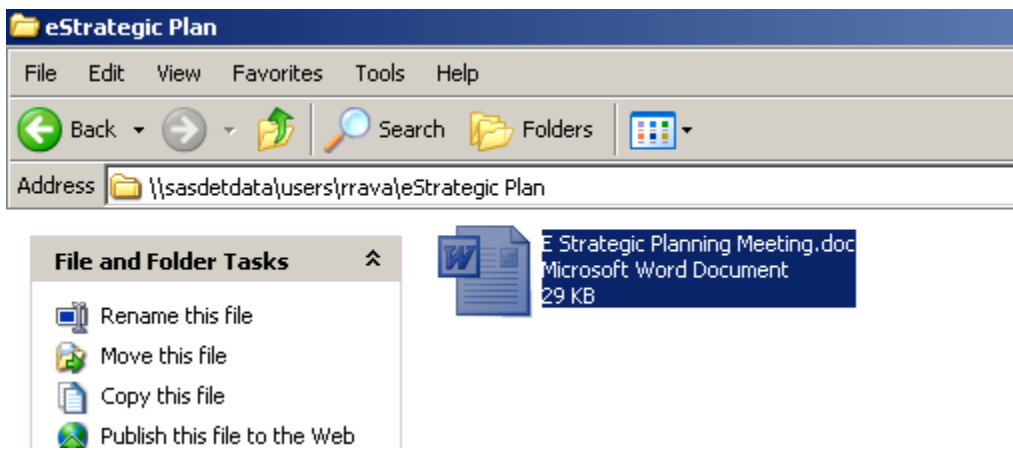 eStrategic Plan
File Edit View Favorites Tools Help
Back Search Folders
Address \\sasdetdata\users\rrava\eStrategic Plan
File and Folder Tasks
Rename this file
Move this file
Copy this file
Publish this file to the Web
E Strategic Planning Meeting.doc
Microsoft Word Document
29 KB